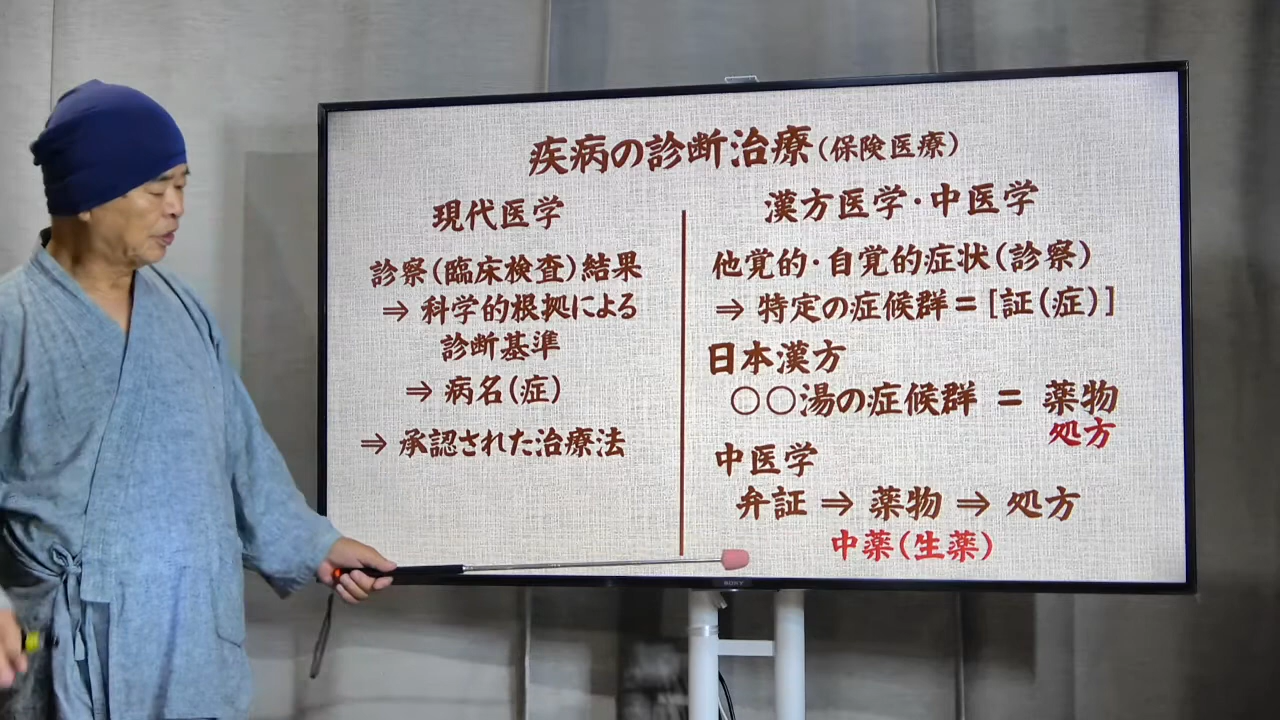 疾病の診断治療(保険医療)
現代医学
診察(臨床検査)結果
⇒ 科学的根拠による
診断基準
⇒ 病名(症)
⇒ 承認された治療法
漢方医学・中医学
他覚的・自覚的症状(診察)
⇒ 特定の症候群=[証(症)]
日本漢方
○○湯の症候群 = 薬物
処方
中医学
弁証 ⇒ 薬物 ⇒ 処方
中薬(生薬)
SONY